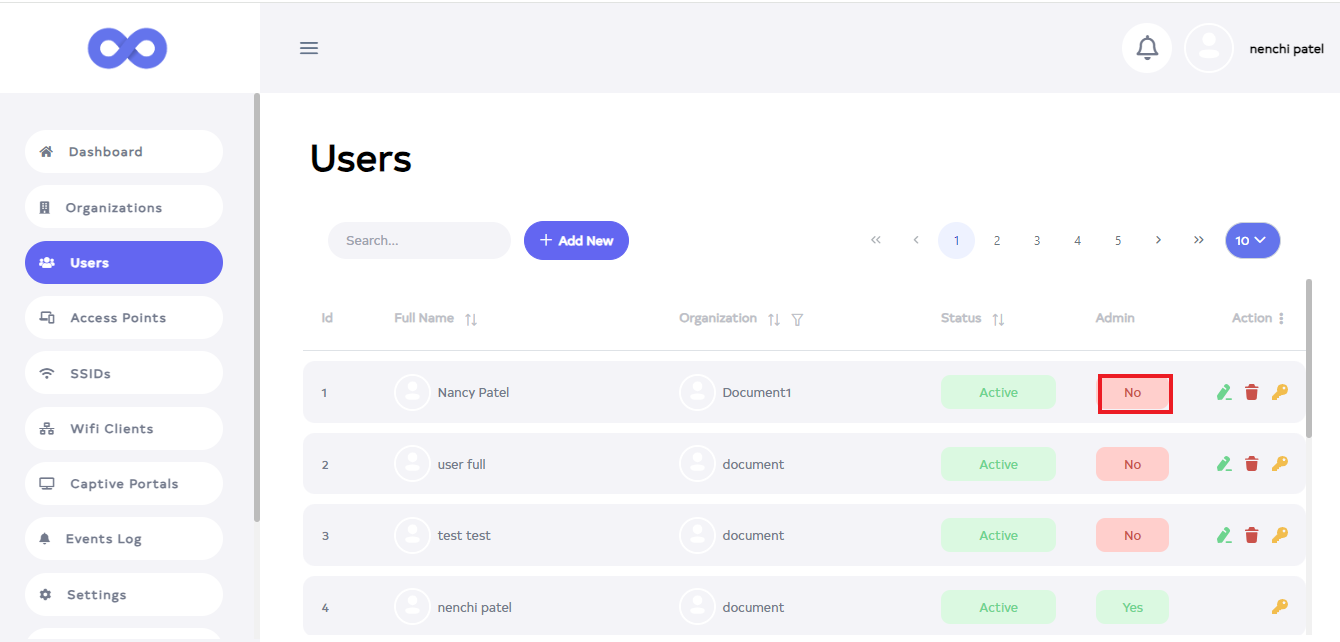 nenchi patel
Dashboard
Organizations
Users
Access Points
SSIDs
Wifi Clients
Captive Portals
Events Log
Settings
Users
Search...
Add New
« ‹ 1 2 3 4 5 › »
10
Id Full Name Organization Status Admin Action
1 Nancy Patel Document1 Active No
2 user full document Active No
3 test test document Active No
4 nenchi patel document Active Yes